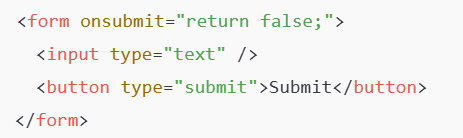 <form onsubmit="return false;">
  <input type="text" />
  <button type="submit">Submit</button>
</form>